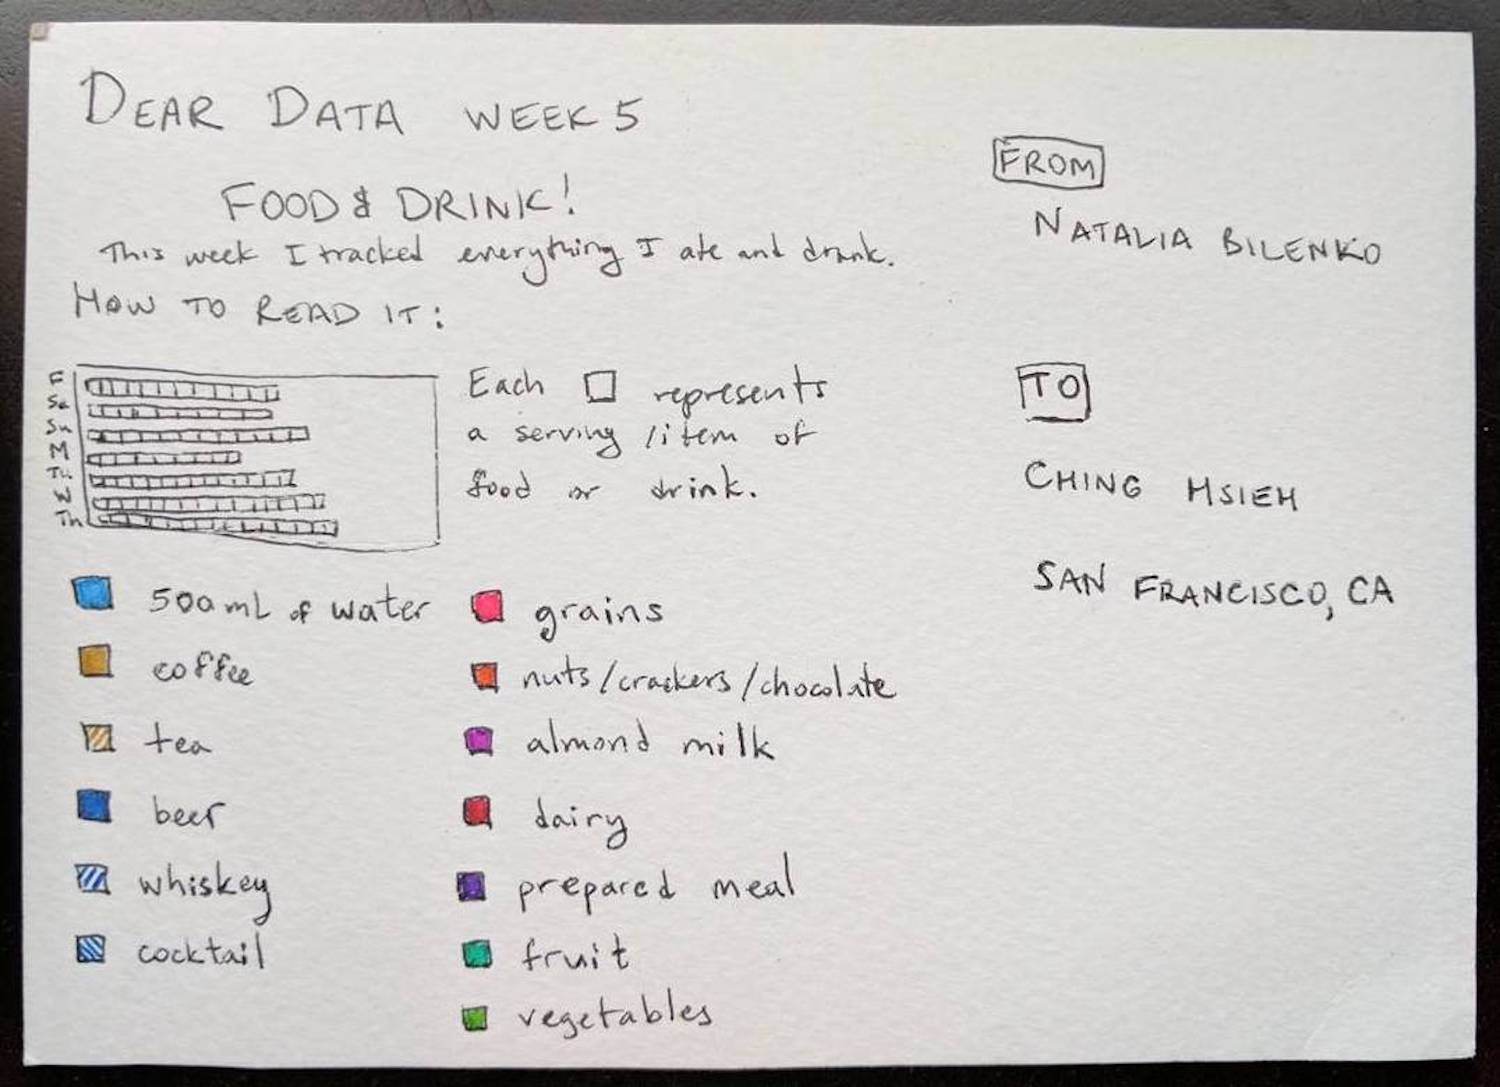 DEAR DATA WEEK 5
FOOD & DRINK!
This week I tracked everything I ate and drank.
HOW TO READ IT:
F
Sa
Su
M
Tu
W
Th
Each □ represents
a serving/item of
food or drink.
500mL of water
coffee
tea
beer
whiskey
cocktail
grains
nuts/crackers/chocolate
almond milk
dairy
prepared meal
fruit
vegetables
FROM
NATALIA BILENKO
TO
CHING HSIEH
SAN FRANCISCO, CA